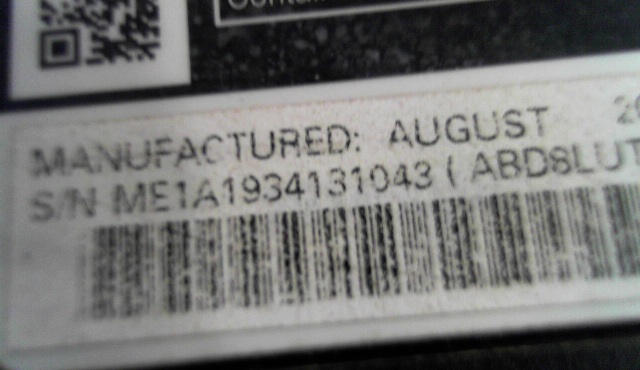 MANUFACTURED: AUGUST
S/N ME1A1934131043 ( ABD8LUT